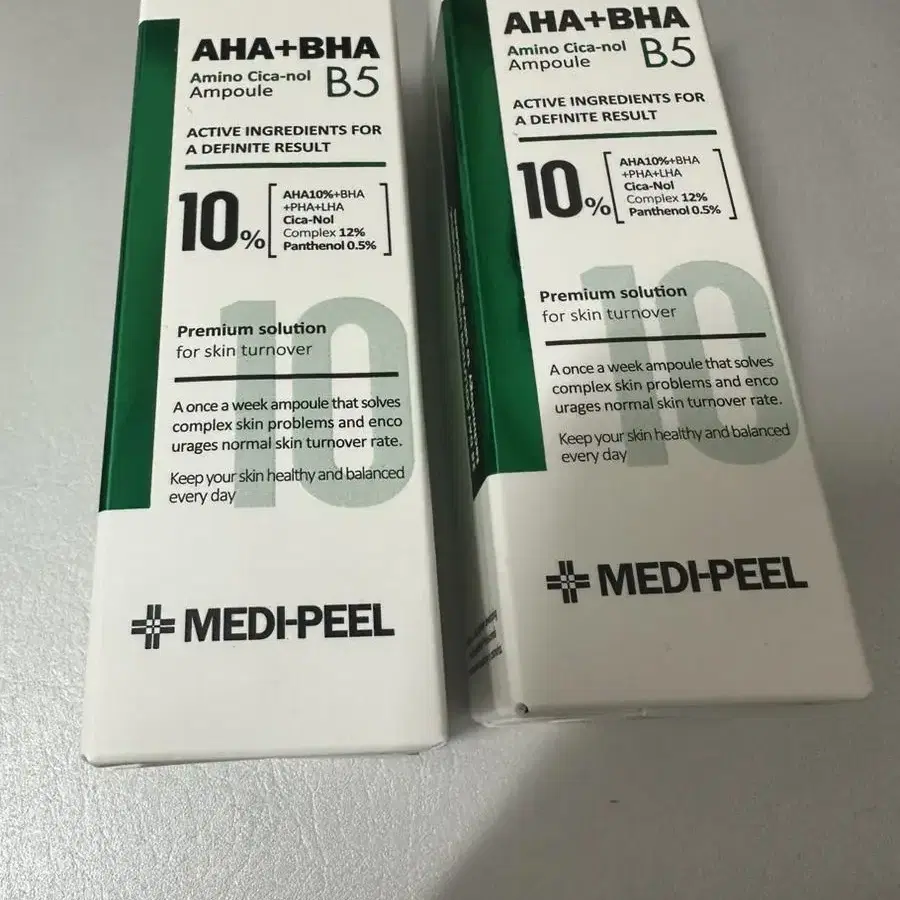 AHA+BHA
Amino Cica-nol
Ampoule B5
ACTIVE INGREDIENTS FOR
A DEFINITE RESULT
10%
AHA10%+BHA
+PHA+LHA
Cica-Nol
Complex 12%
Panthenol 0.5%
10
Premium solution
for skin turnover
A once a week ampoule that solves
complex skin problems and enco
urages normal skin turnover rate.
Keep your skin healthy and balanced
every day
MEDI-PEEL
AHA+BHA
Amino Cica-nol
Ampoule B5
ACTIVE INGREDIENTS FOR
A DEFINITE RESULT
10%
AHA10%+BHA
+PHA+LHA
Cica-Nol
Complex 12%
Panthenol 0.5%
10
Premium solution
for skin turnover
A once a week ampoule that solves
complex skin problems and enco
urages normal skin turnover rate.
Keep your skin healthy and balanced
every day
MEDI-PEEL